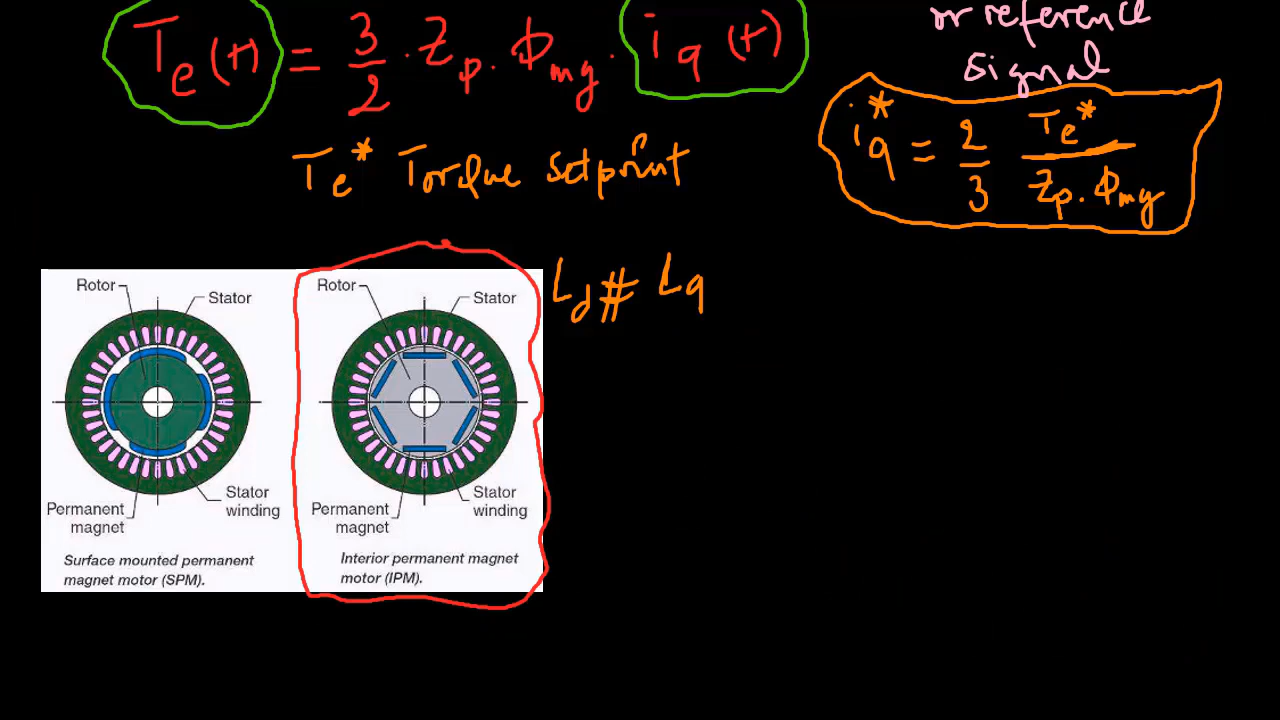 or reference
signal
Te(t) = 3/2 · Zp · Φmg · iq(t)
iq* = 2/3 Te*/Zp·Φmg
Te* Torque setpoint
Ld # Lq
Rotor
Stator
Permanent
magnet
Stator
winding
Surface mounted permanent
magnet motor (SPM).
Rotor
Stator
Permanent
magnet
Stator
winding
Interior permanent magnet
motor (IPM).